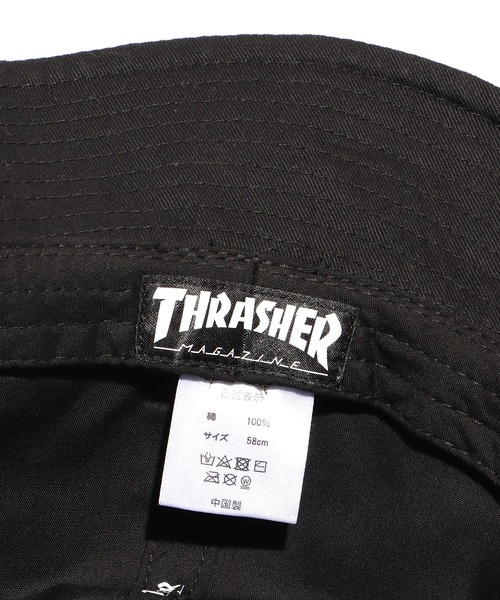 THRASHER
MAGAZINE
品質表示
綿 100%
サイズ 58cm
中国製